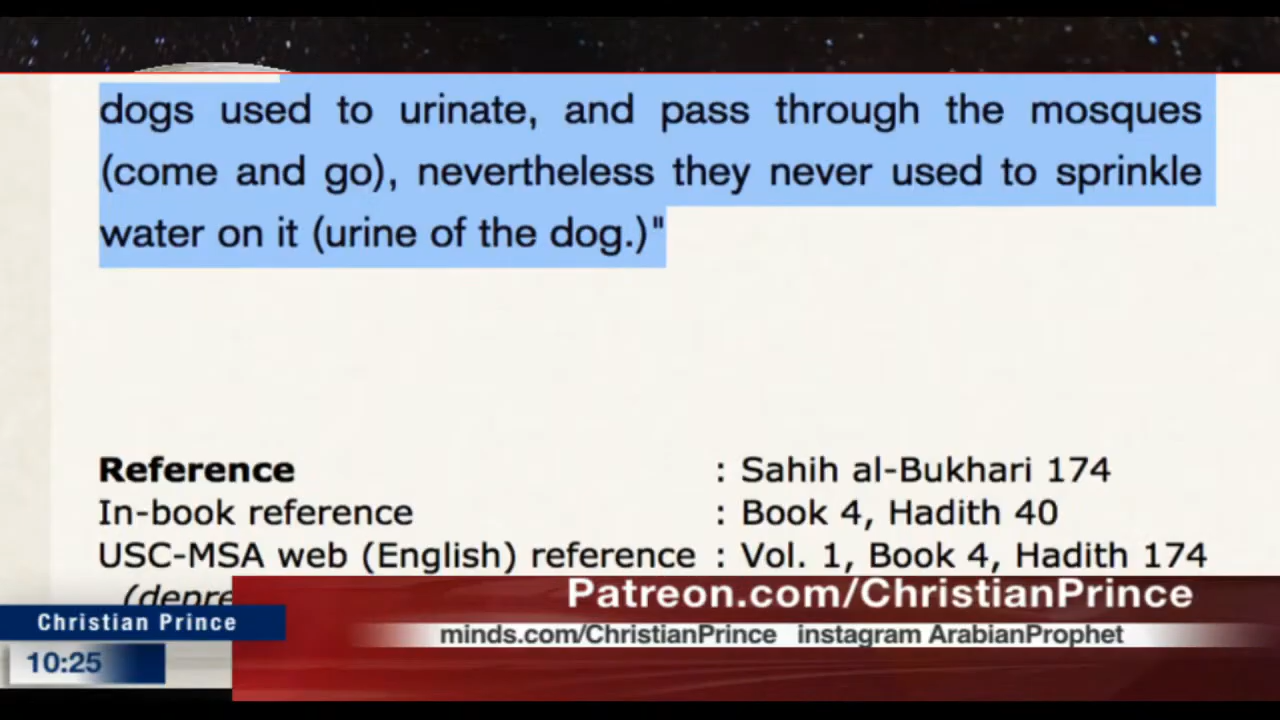 dogs used to urinate, and pass through the mosques
(come and go), nevertheless they never used to sprinkle
water on it (urine of the dog.)"
Reference : Sahih al-Bukhari 174
In-book reference : Book 4, Hadith 40
USC-MSA web (English) reference : Vol. 1, Book 4, Hadith 174
(depre
Patreon.com/ChristianPrince
Christian Prince
minds.com/ChristianPrince instagram ArabianProphet
10:25